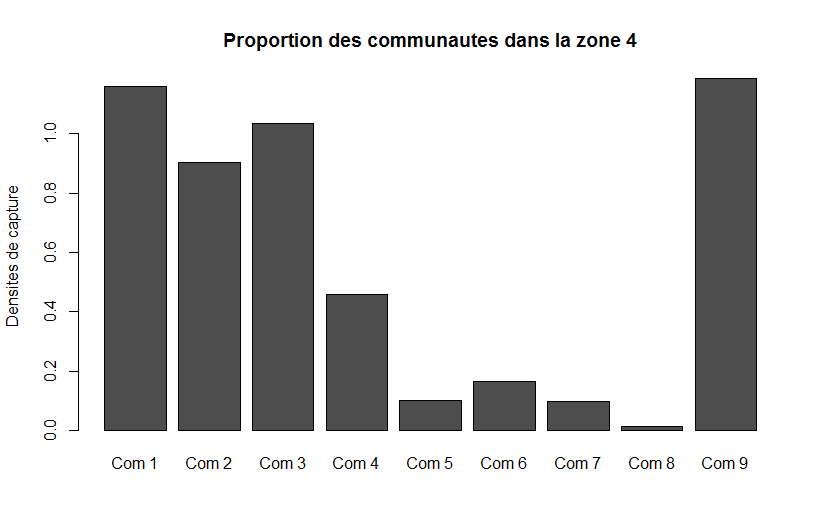 Proportion des communautes dans la zone 4
Densites de capture
1.0
0.8
0.6
0.4
0.2
0.0
Com 1 Com 2 Com 3 Com 4 Com 5 Com 6 Com 7 Com 8 Com 9